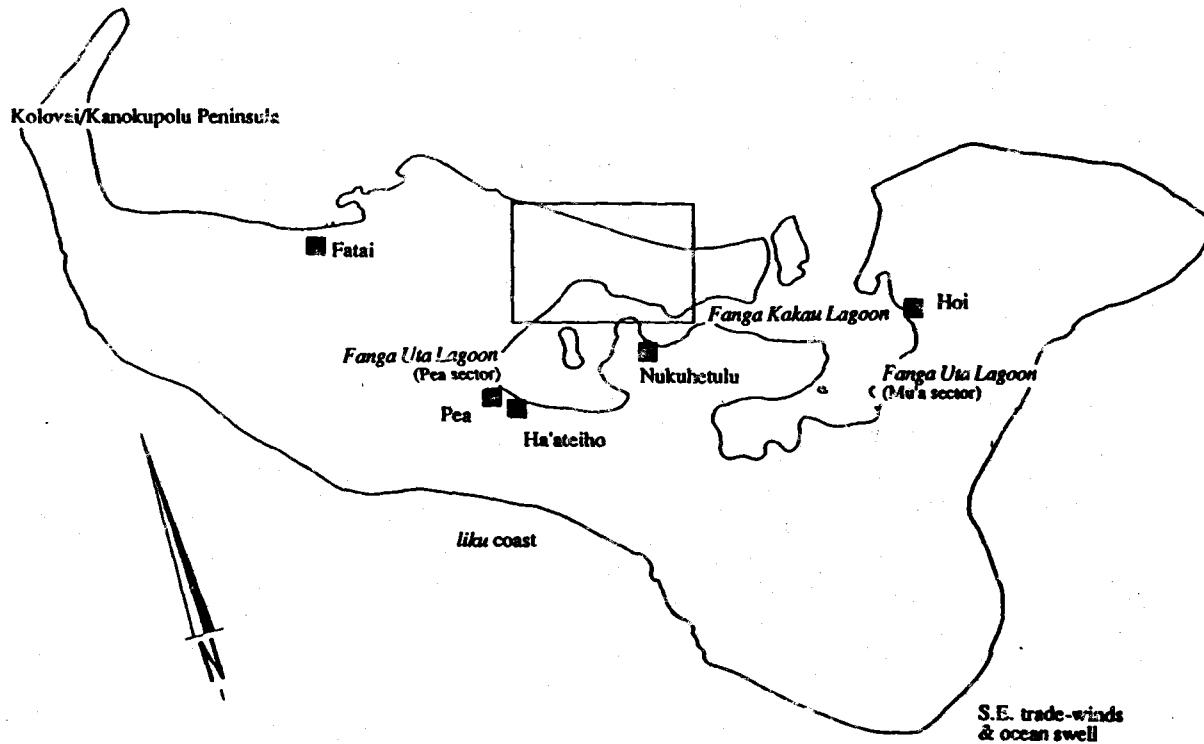 Kolovai/Kanokupolu Peninsula
Fatai
Hoi
Fanga Kakau Lagoon
Fanga Uta Lagoon
(Pea sector)
Nukuhetulu
Fanga Uta Lagoon
(Mu'a sector)
Pea
Ha'ateiho
liku coast
N
S.E. trade-winds
& ocean swell